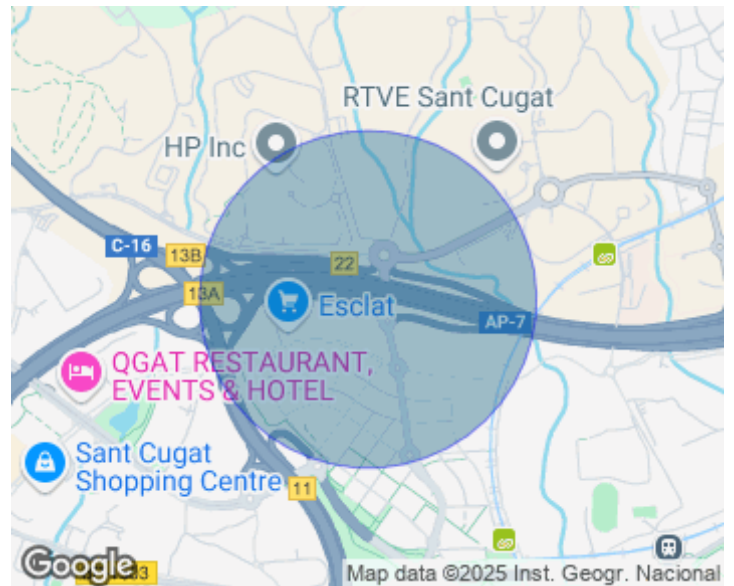 RTVE Sant Cugat
HP Inc
C-16
13B
22
13A
Esclat
AP-7
QGAT RESTAURANT,
EVENTS & HOTEL
Sant Cugat
Shopping Centre
11
Google
Map data ©2025 Inst. Geogr. Nacional